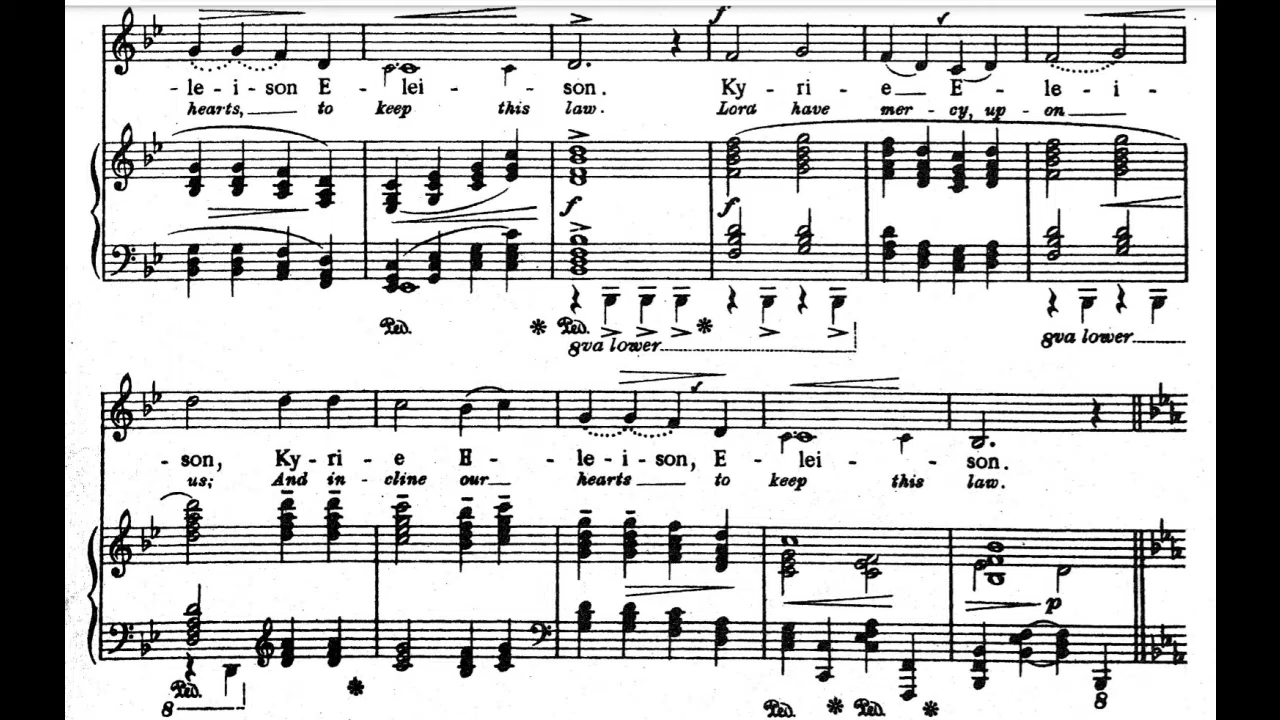 f
- le - i - son E - lei - - son. Ky - ri - e E - le - i -
hearts, to keep this law. Lord have mer - cy, up - on
f f
Ped. * Ped. *
8va lower 8va lower
- son, Ky - ri - e E - le - i - son, E - lei - - son.
us; And in - cline our hearts to keep this law.
p
Ped. * Ped. * Ped. *
8 8